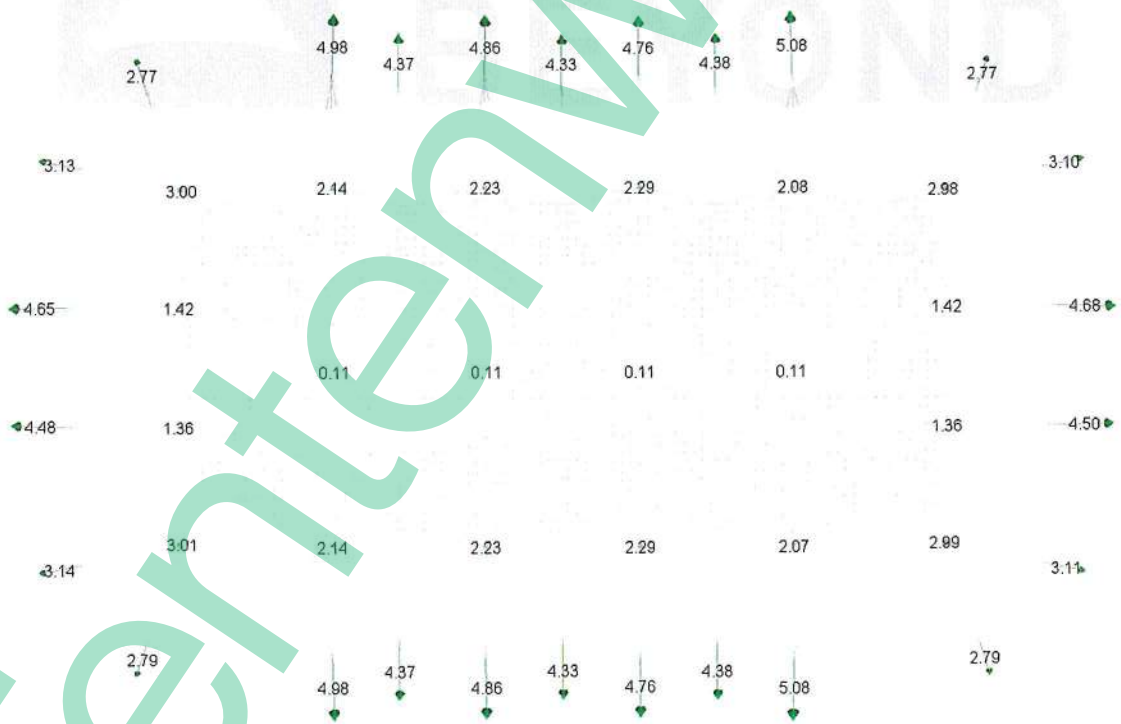 BEMOND
4.98 4.37 4.86 4.33 4.76 4.38 5.08
2.77 2.77
3.13 3.10
3.00 2.44 2.23 2.29 2.08 2.98
4.65 1.42 1.42 4.68
0.11 0.11 0.11 0.11
4.48 1.36 1.36 4.50
3.01 2.14 2.23 2.29 2.07 2.99
3.14 3.11
2.79 4.37 4.33 4.38 2.79
4.98 4.86 4.76 5.08